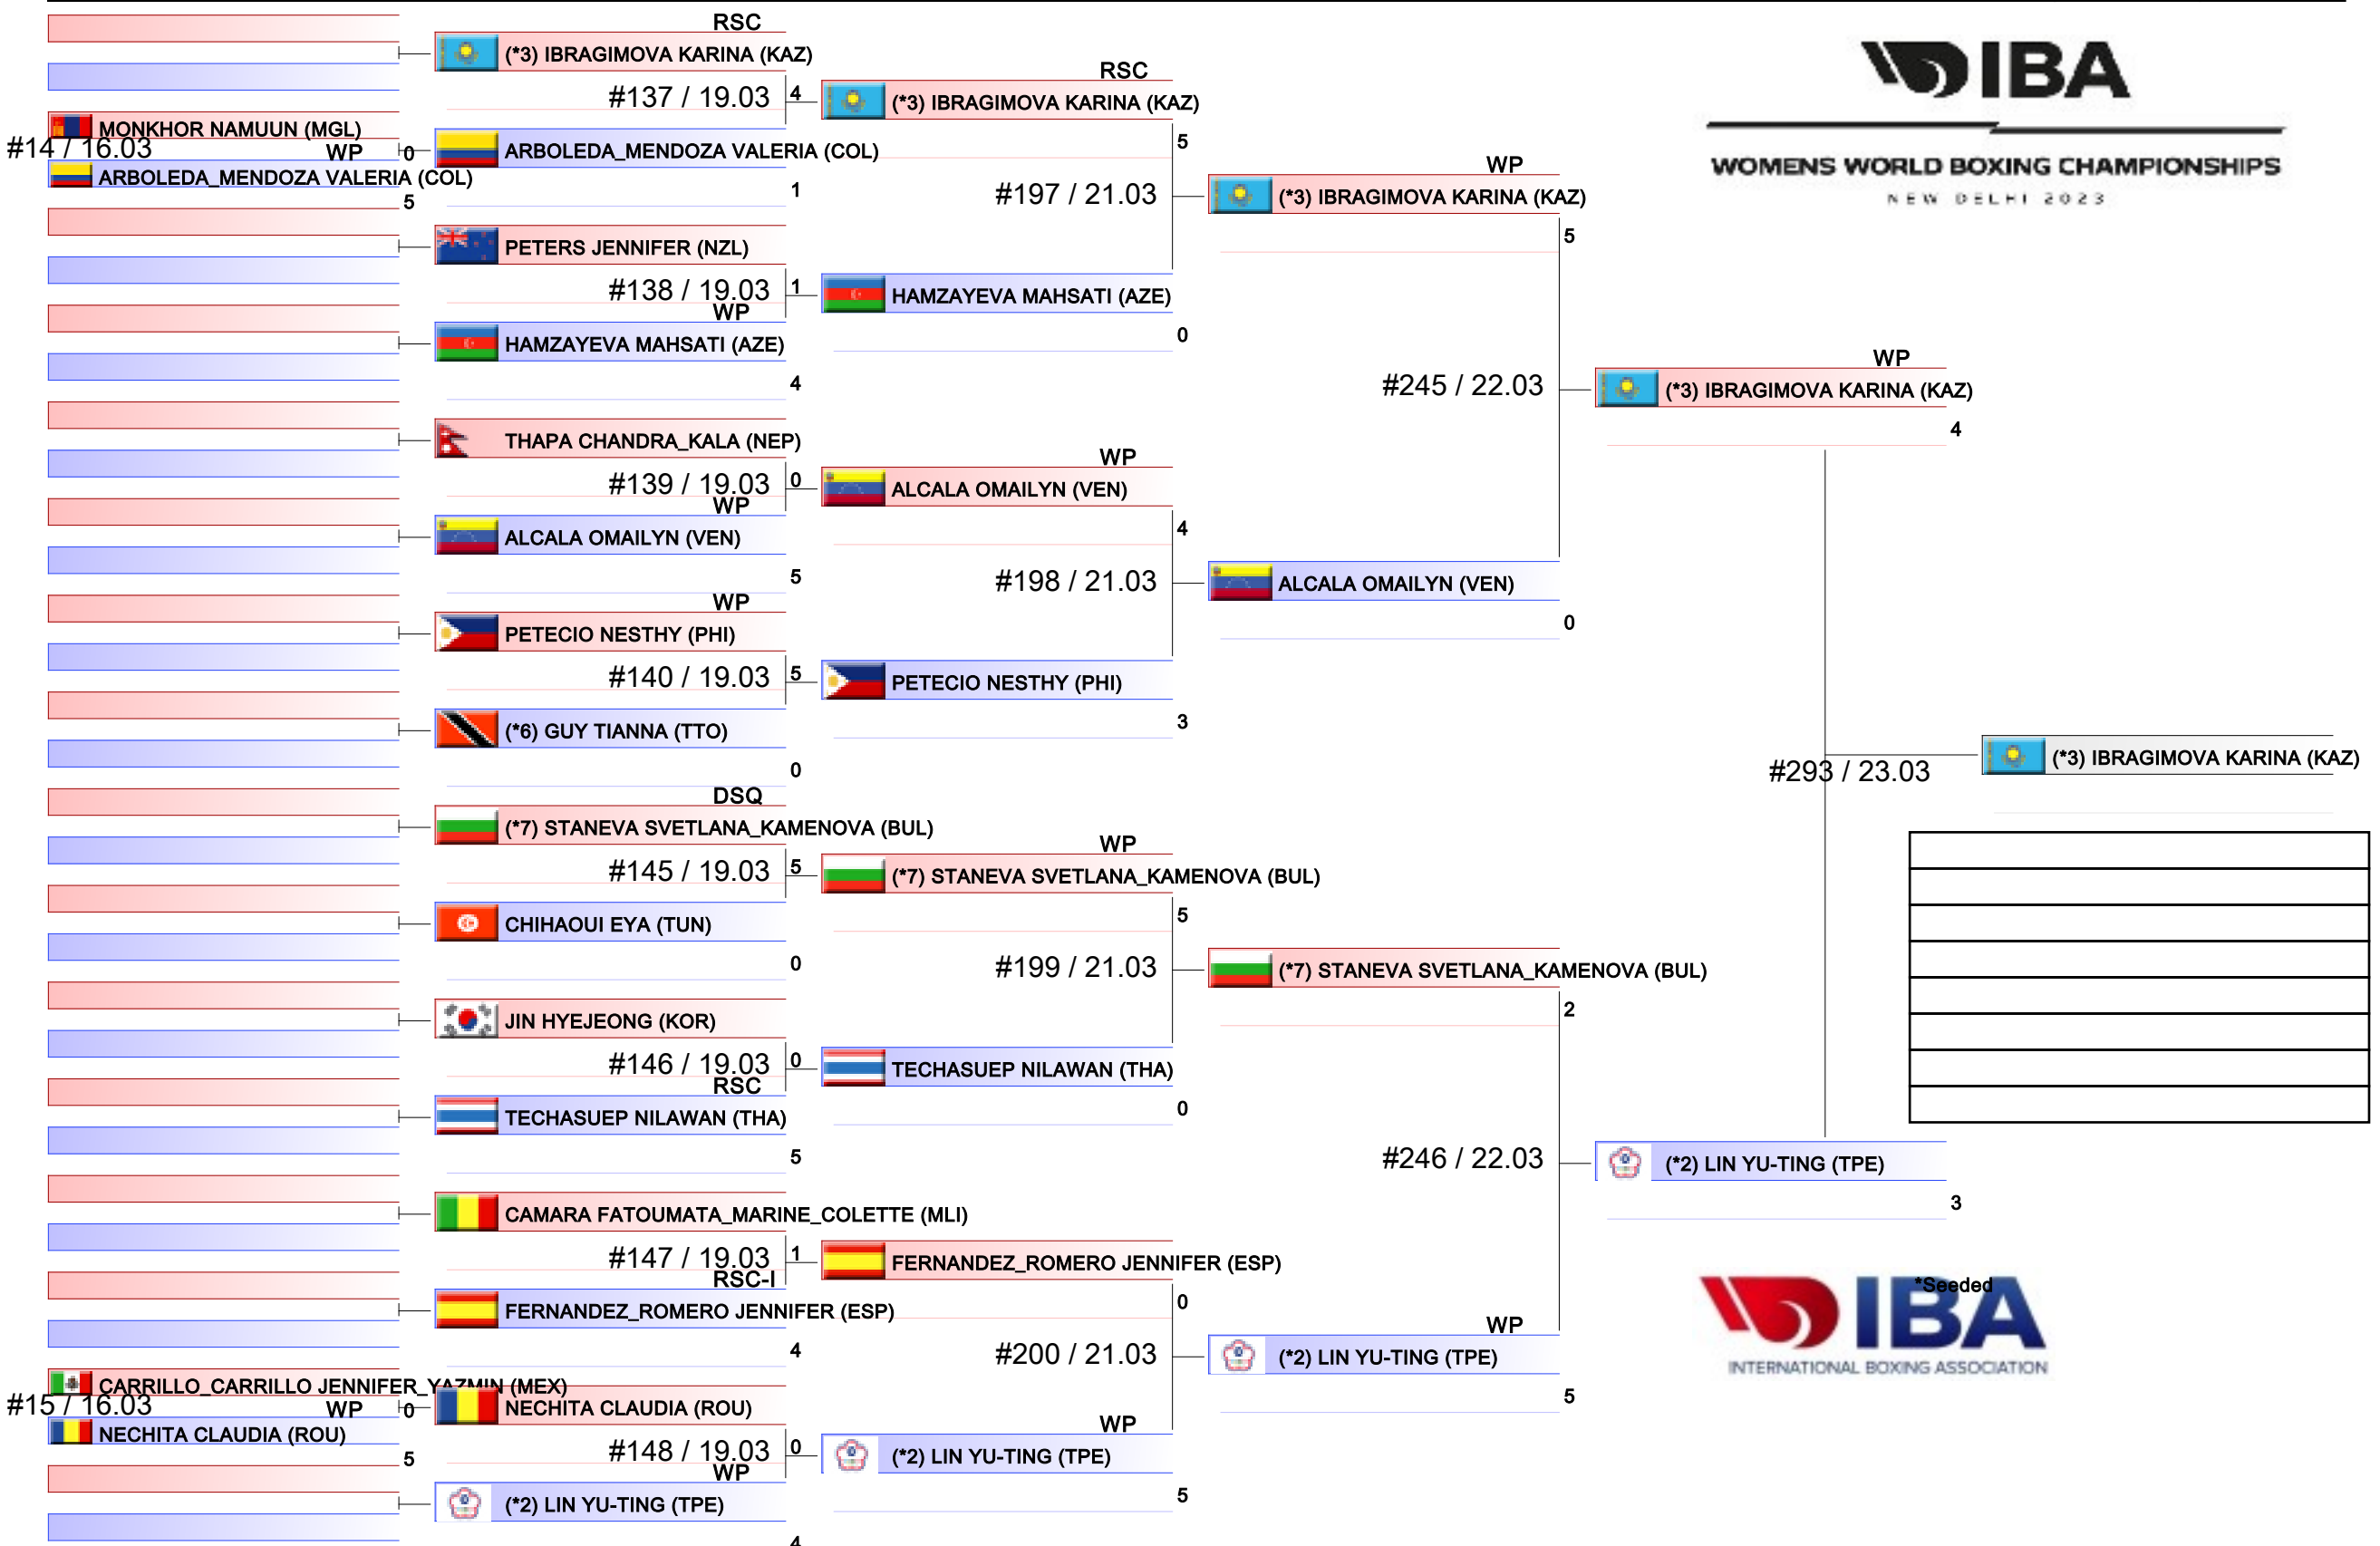 RSC
(*3) IBRAGIMOVA KARINA (KAZ)
#137 / 19.03 4
ARBOLEDA_MENDOZA VALERIA (COL)
1
MONKHOR NAMUUN (MGL)
#14 / 16.03 WP 0
ARBOLEDA_MENDOZA VALERIA (COL)
5
PETERS JENNIFER (NZL)
#138 / 19.03 1
WP
HAMZAYEVA MAHSATI (AZE)
4
THAPA CHANDRA_KALA (NEP)
#139 / 19.03 0
WP
ALCALA OMAILYN (VEN)
5
WP
PETECIO NESTHY (PHI)
#140 / 19.03 5
(*6) GUY TIANNA (TTO)
0
DSQ
(*7) STANEVA SVETLANA_KAMENOVA (BUL)
#145 / 19.03 5
CHIHAOUI EYA (TUN)
0
JIN HYEJEONG (KOR)
#146 / 19.03 0
RSC
TECHASUEP NILAWAN (THA)
5
CAMARA FATOUMATA_MARINE_COLETTE (MLI)
#147 / 19.03 1
RSC-I
FERNANDEZ_ROMERO JENNIFER (ESP)
4
CARRILLO_CARRILLO JENNIFER_YAZMIN (MEX)
#15 / 16.03 WP 0
NECHITA CLAUDIA (ROU)
5
NECHITA CLAUDIA (ROU)
#148 / 19.03 0
WP
(*2) LIN YU-TING (TPE)
4
RSC
(*3) IBRAGIMOVA KARINA (KAZ)
5
#197 / 21.03
HAMZAYEVA MAHSATI (AZE)
0
WP
ALCALA OMAILYN (VEN)
4
#198 / 21.03
PETECIO NESTHY (PHI)
3
WP
(*7) STANEVA SVETLANA_KAMENOVA (BUL)
5
#199 / 21.03
TECHASUEP NILAWAN (THA)
0
FERNANDEZ_ROMERO JENNIFER (ESP)
0
#200 / 21.03
WP
(*2) LIN YU-TING (TPE)
5
WP
(*3) IBRAGIMOVA KARINA (KAZ)
5
#245 / 22.03
ALCALA OMAILYN (VEN)
0
(*7) STANEVA SVETLANA_KAMENOVA (BUL)
2
#246 / 22.03
WP
(*2) LIN YU-TING (TPE)
5
WP
(*3) IBRAGIMOVA KARINA (KAZ)
4
#293 / 23.03
(*2) LIN YU-TING (TPE)
3
(*3) IBRAGIMOVA KARINA (KAZ)
IBA
WOMENS WORLD BOXING CHAMPIONSHIPS
NEW DELHI 2023
*Seeded
IBA
INTERNATIONAL BOXING ASSOCIATION